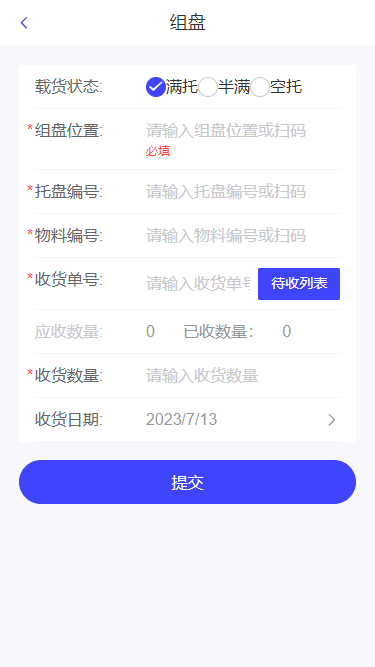 组盘
载货状态: 满托 半满 空托
*组盘位置: 请输入组盘位置或扫码
必填
*托盘编号: 请输入托盘编号或扫码
*物料编号: 请输入物料编号或扫码
*收货单号: 请输入收货单号 待收列表
应收数量: 0 已收数量: 0
*收货数量: 请输入收货数量
收货日期: 2023/7/13
提交